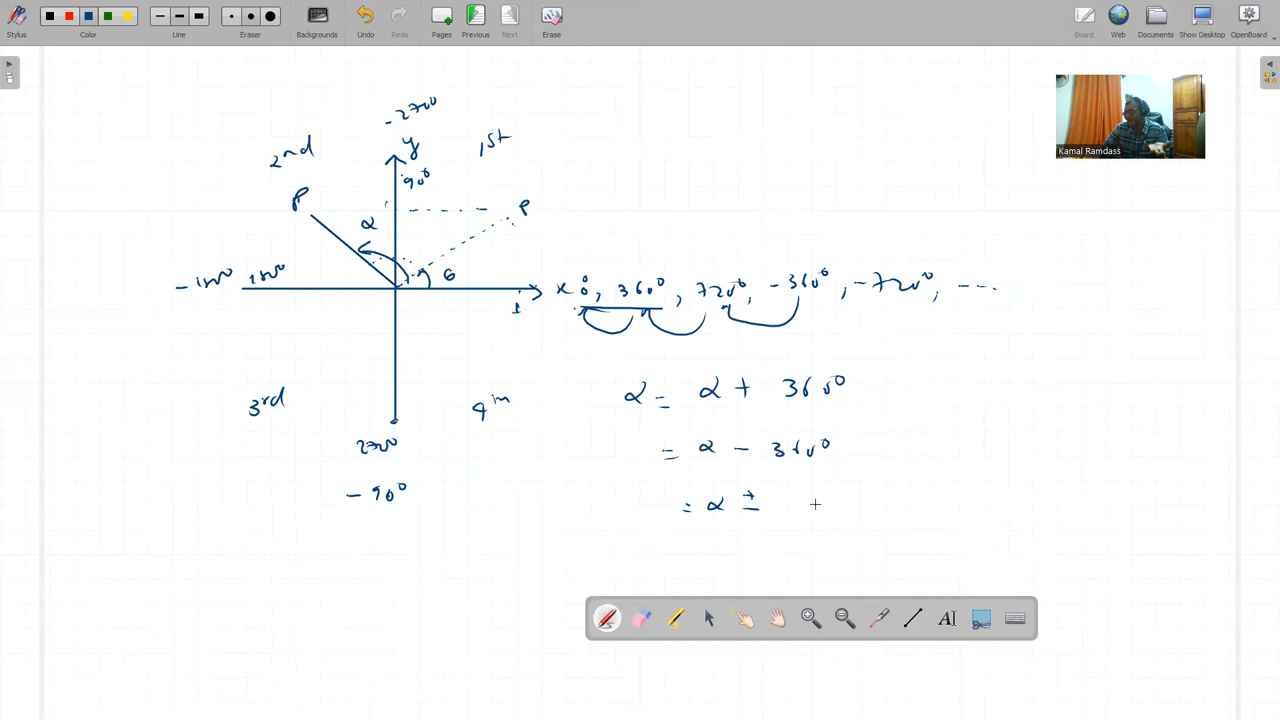 Stylus
Color
Line
Eraser
Backgrounds
Undo
Redo
Pages
Previous
Next
Erase
Board
Web
Documents
Show Desktop
OpenBoard
Kamal Ramdass
-270°
y
1st
2nd
90°
P
α
P
θ
-180° 180°
x 0°, 360°, 720°, -360°, -720°, ---
1
3rd
4th
270°
-90°
α = α + 360°
= α - 360°
= α ±